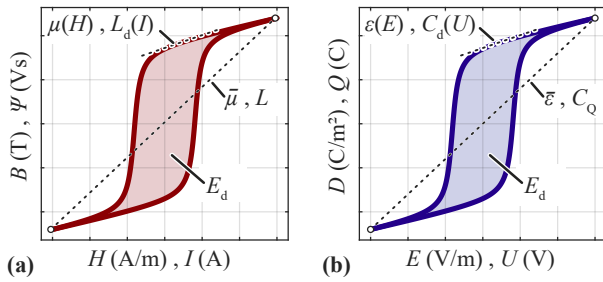 μ(H) , L_d(I)
μ̄ , L
E_d
B (T) , Ψ (Vs)
(a) H (A/m) , I (A)
ε(E) , C_d(U)
ε̄ , C_Q
E_d
D (C/m²) , Q (C)
(b) E (V/m) , U (V)